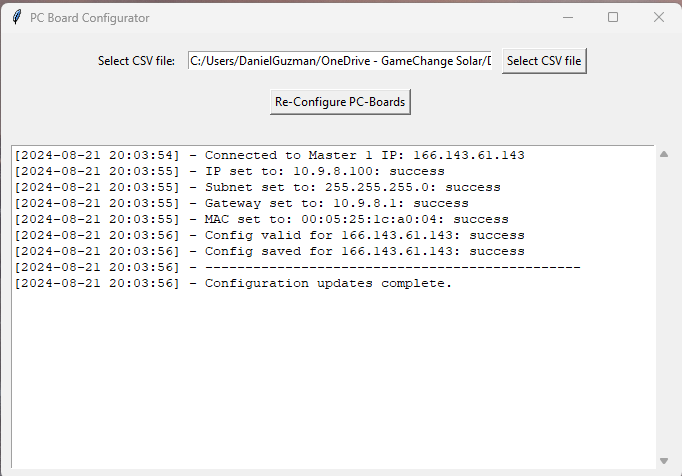 PC Board Configurator
Select CSV file: C:/Users/DanielGuzman/OneDrive - GameChange Solar/D Select CSV file
Re-Configure PC-Boards
[2024-08-21 20:03:54] - Connected to Master 1 IP: 166.143.61.143
[2024-08-21 20:03:55] - IP set to: 10.9.8.100: success
[2024-08-21 20:03:55] - Subnet set to: 255.255.255.0: success
[2024-08-21 20:03:55] - Gateway set to: 10.9.8.1: success
[2024-08-21 20:03:55] - MAC set to: 00:05:25:1c:a0:04: success
[2024-08-21 20:03:56] - Config valid for 166.143.61.143: success
[2024-08-21 20:03:56] - Config saved for 166.143.61.143: success
[2024-08-21 20:03:56] - -----------------------------------------------
[2024-08-21 20:03:56] - Configuration updates complete.